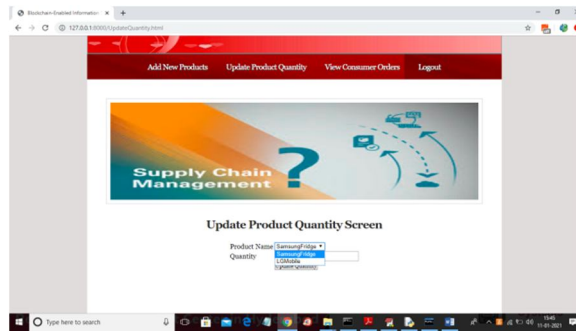 Blockchain-Enabled Information
127.0.0.1:8000/UpdateQuantity.html
Add New Products Update Product Quantity View Consumer Orders Logout
Supply Chain
Management
?
Update Product Quantity Screen
Product Name SamsungFridge
SamsungFridge
Quantity
LGMobile
Update Quantity
Type here to search
15:45
11-01-2021